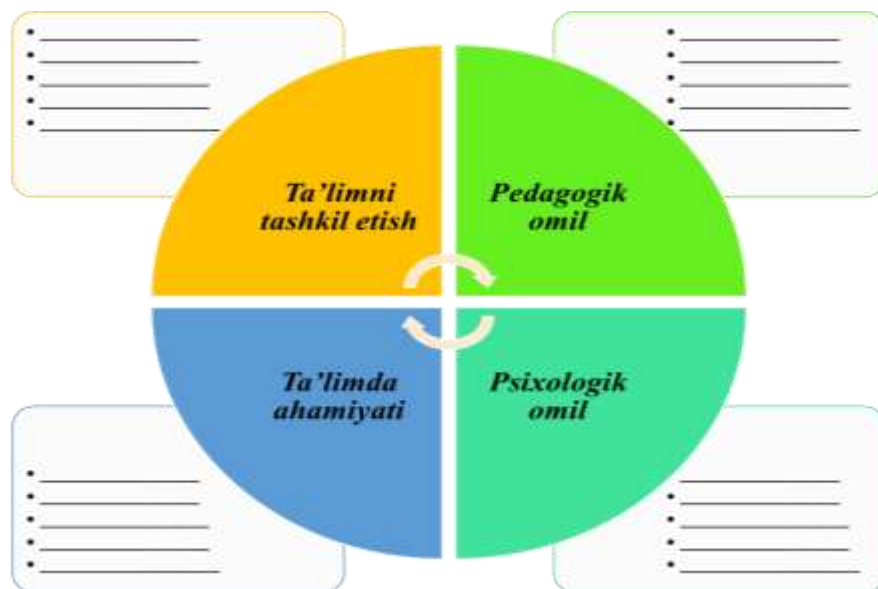 Ta'limni
tashkil etish
Pedagogik
omil
Ta'limda
ahamiyati
Psixologik
omil